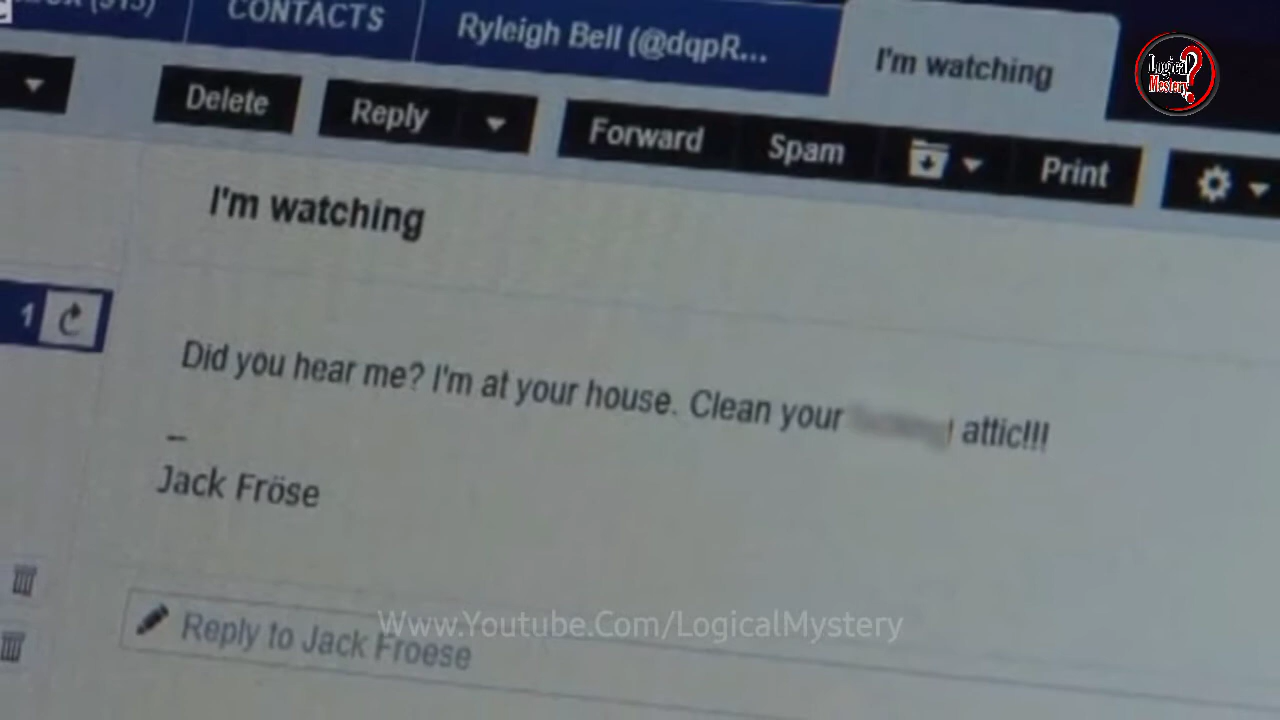 CONTACTS
Ryleigh Bell (@dqpR...
I'm watching
Logical
Mestery
Delete
Reply
Forward
Spam
Print
I'm watching
1
Did you hear me? I'm at your house. Clean your attic!!!
–
Jack Fröse
Reply to Jack Froese
Www.Youtube.Com/LogicalMystery